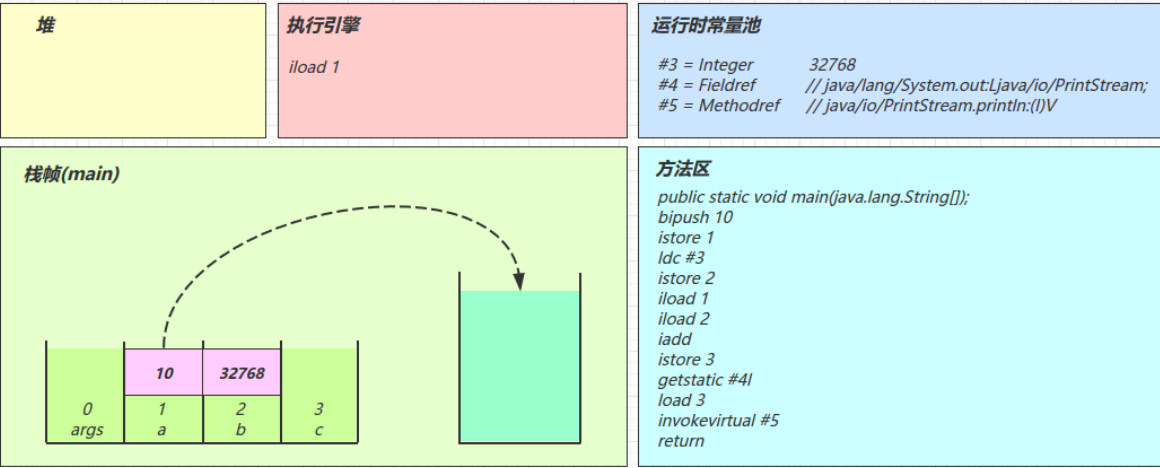 堆
执行引擎
iload 1
运行时常量池
#3 = Integer 32768
#4 = Fieldref // java/lang/System.out:Ljava/io/PrintStream;
#5 = Methodref // java/io/PrintStream.println:(I)V
栈帧(main)
10 32768
0 1 2 3
args a b c
方法区
public static void main(java.lang.String[]);
bipush 10
istore 1
ldc #3
istore 2
iload 1
iload 2
iadd
istore 3
getstatic #4l
load 3
invokevirtual #5
return